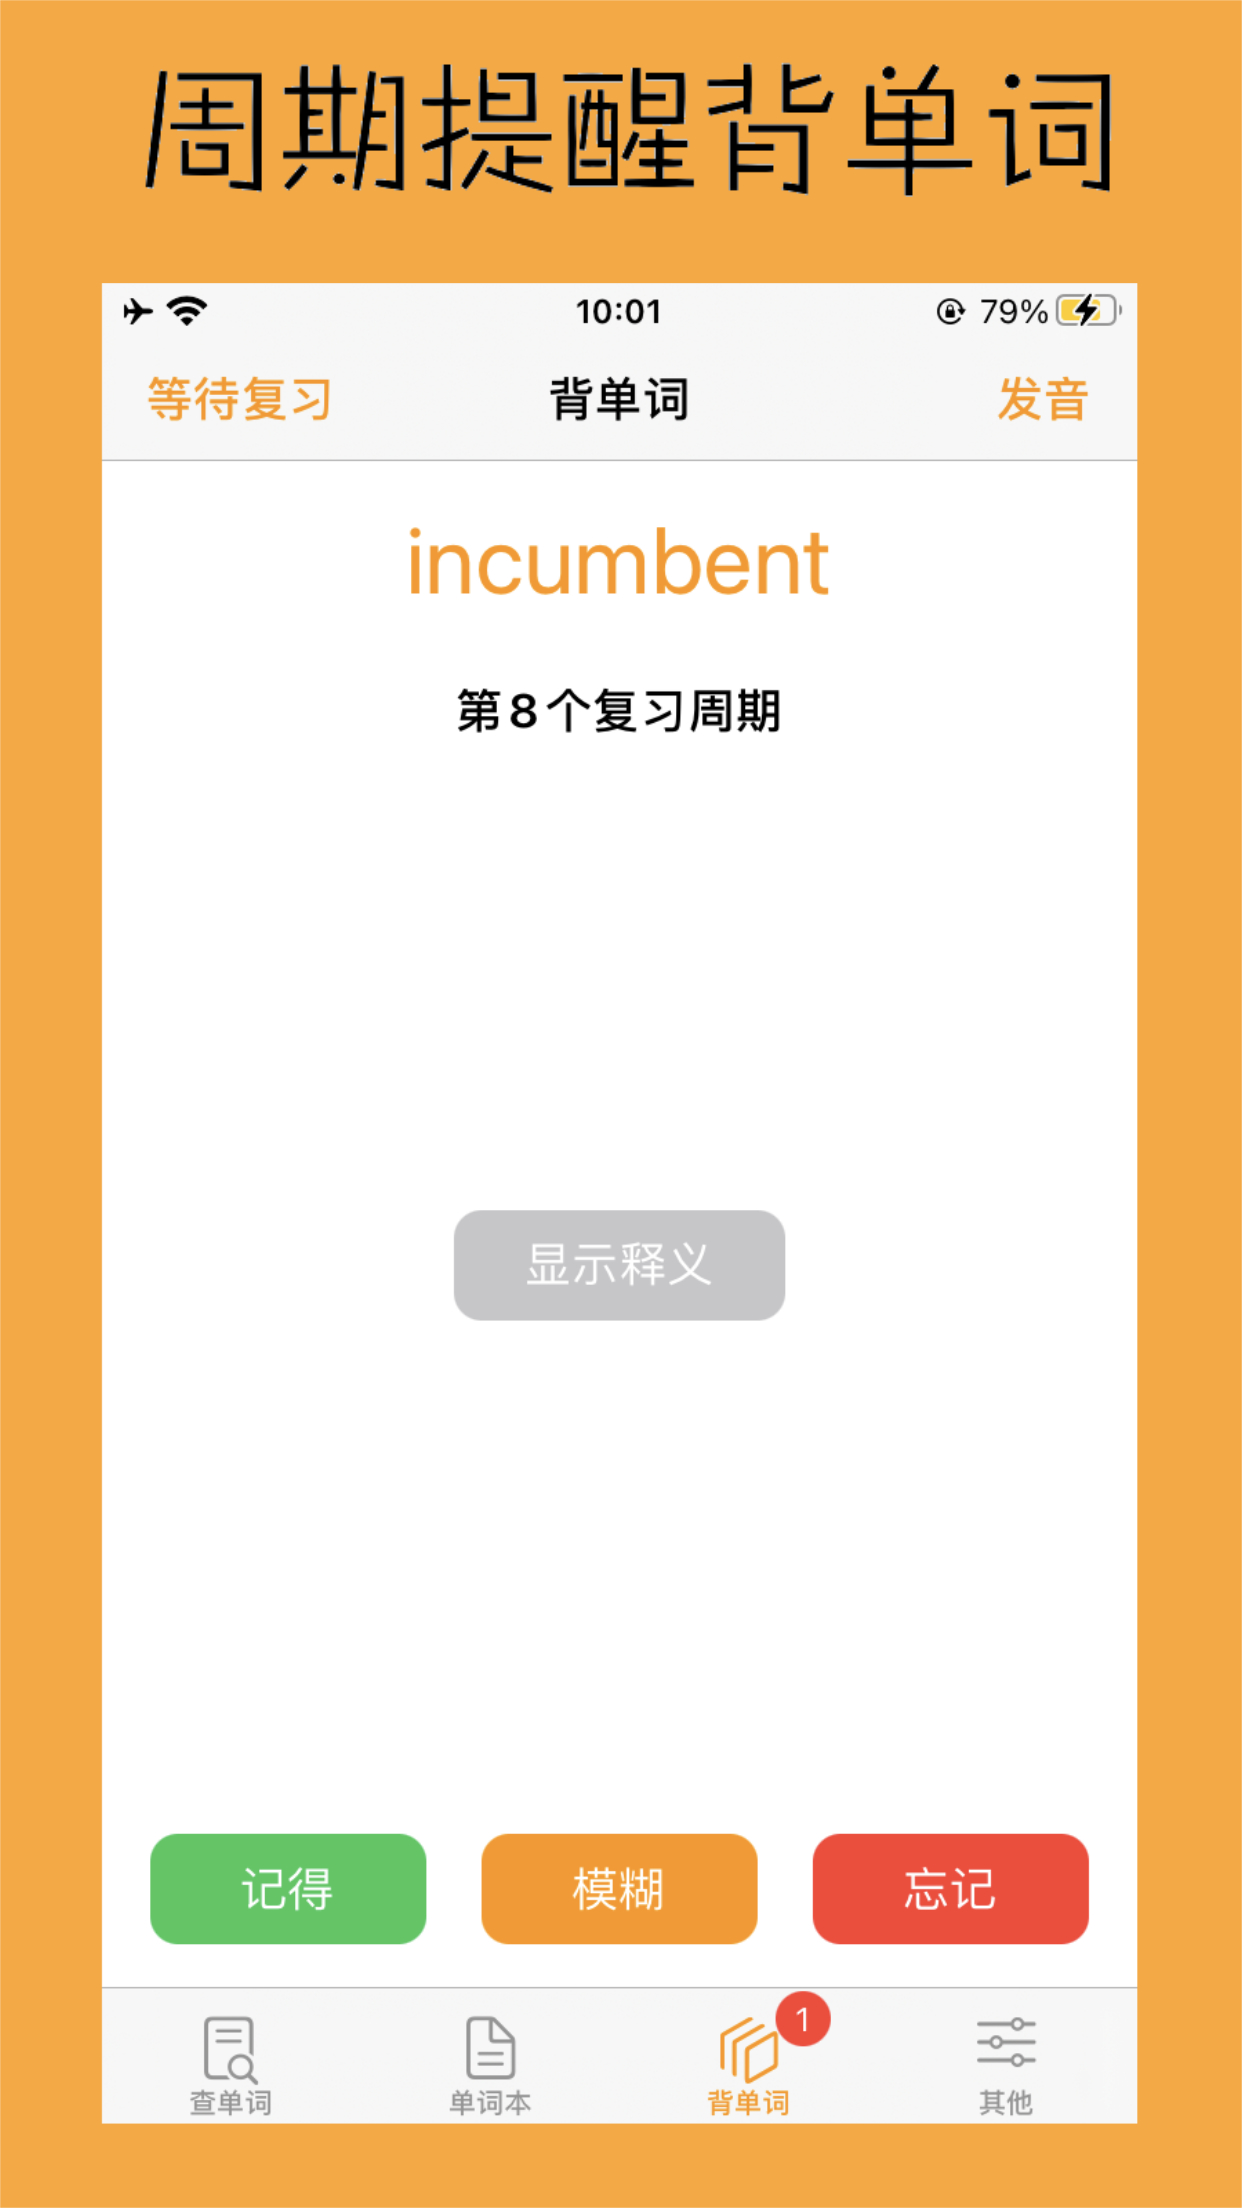 周期提醒背单词
10:01
79%
等待复习 背单词 发音
incumbent
第8个复习周期
显示释义
记得 模糊 忘记
1
查单词 单词本 背单词 其他